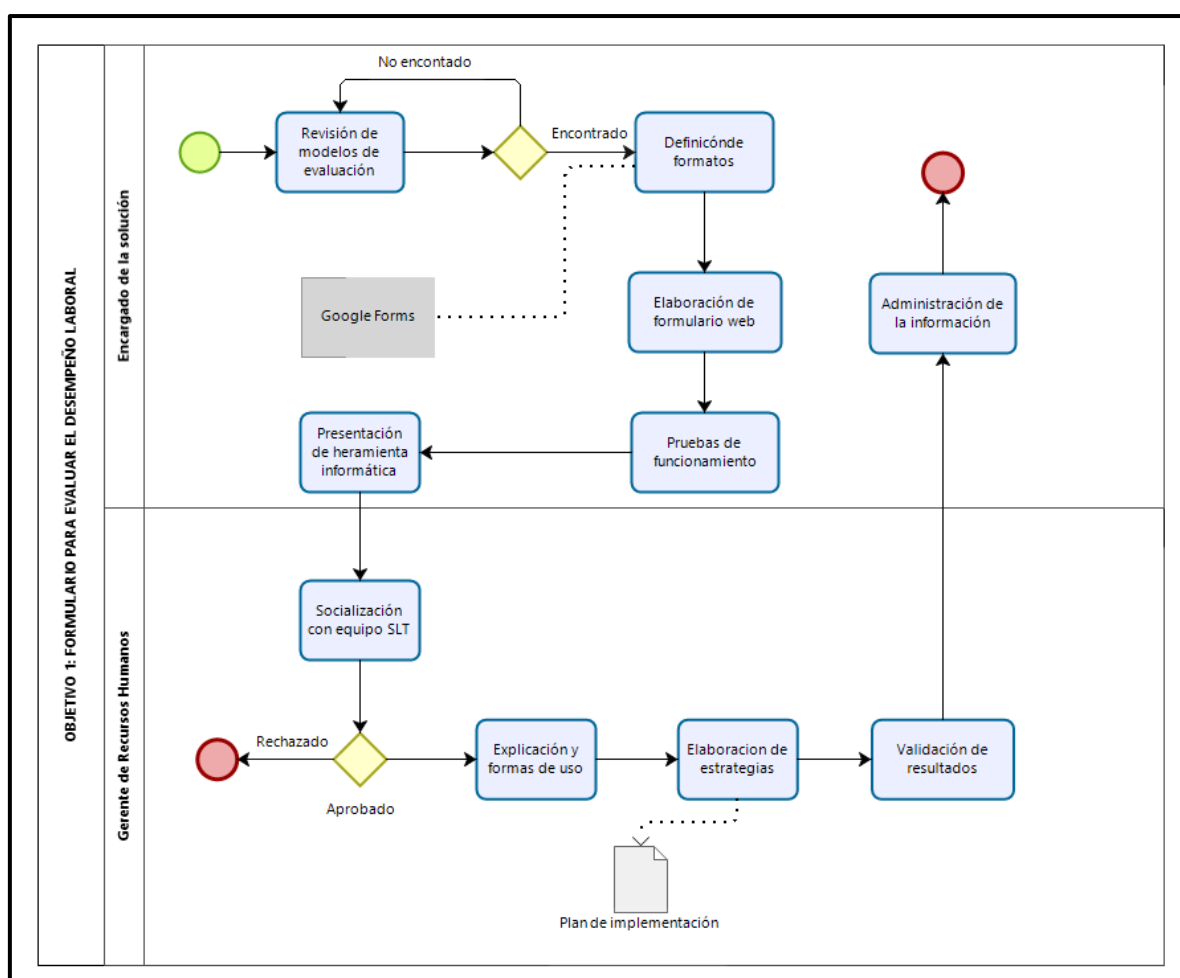 OBJETIVO 1: FORMULARIO PARA EVALUAR EL DESEMPEÑO LABORAL
Encargado de la solución
No encontado
Revisión de
modelos de
evaluación
Encontrado
Definicónde
formatos
Google Forms
Elaboración de
formulario web
Administración de
la información
Presentación
de heramienta
informática
Pruebas de
funcionamiento
Gerente de Recursos Humanos
Socialización
con equipo SLT
Rechazado
Aprobado
Explicación y
formas de uso
Elaboracion de
estrategias
Validación de
resultados
Plan de implementación